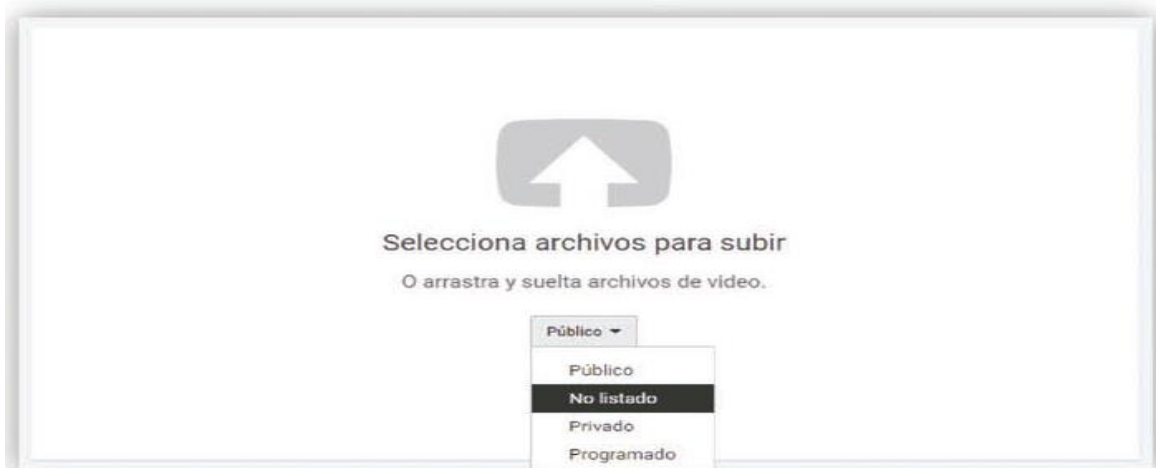 Selecciona archivos para subir
O arrastra y suelta archivos de video.
Público
Público
No listado
Privado
Programado